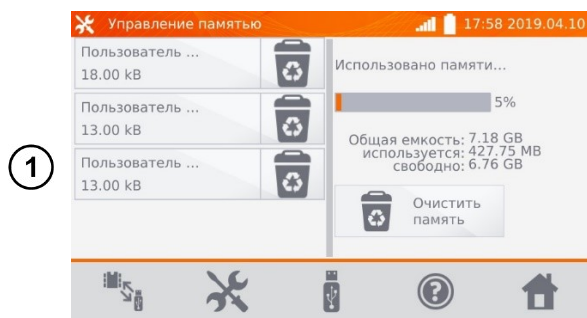 1
Управление памятью
17:58 2019.04.10
Пользователь ...
18.00 kB
Пользователь ...
13.00 kB
Пользователь ...
13.00 kB
Использовано памяти...
5%
Общая емкость: 7.18 GB
используется: 427.75 MB
свободно: 6.76 GB
Очистить
память